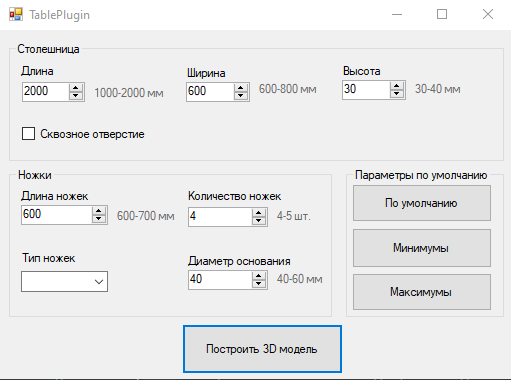 TablePlugin
Столешница
Длина
Ширина
Высота
2000
1000-2000 мм
600
600-800 мм
30
30-40 мм
Сквозное отверстие
Ножки
Длина ножек
Количество ножек
600
600-700 мм
4
4-5 шт.
Тип ножек
Диаметр основания
40
40-60 мм
Параметры по умолчанию
По умолчанию
Минимумы
Максимумы
Построить 3D модель